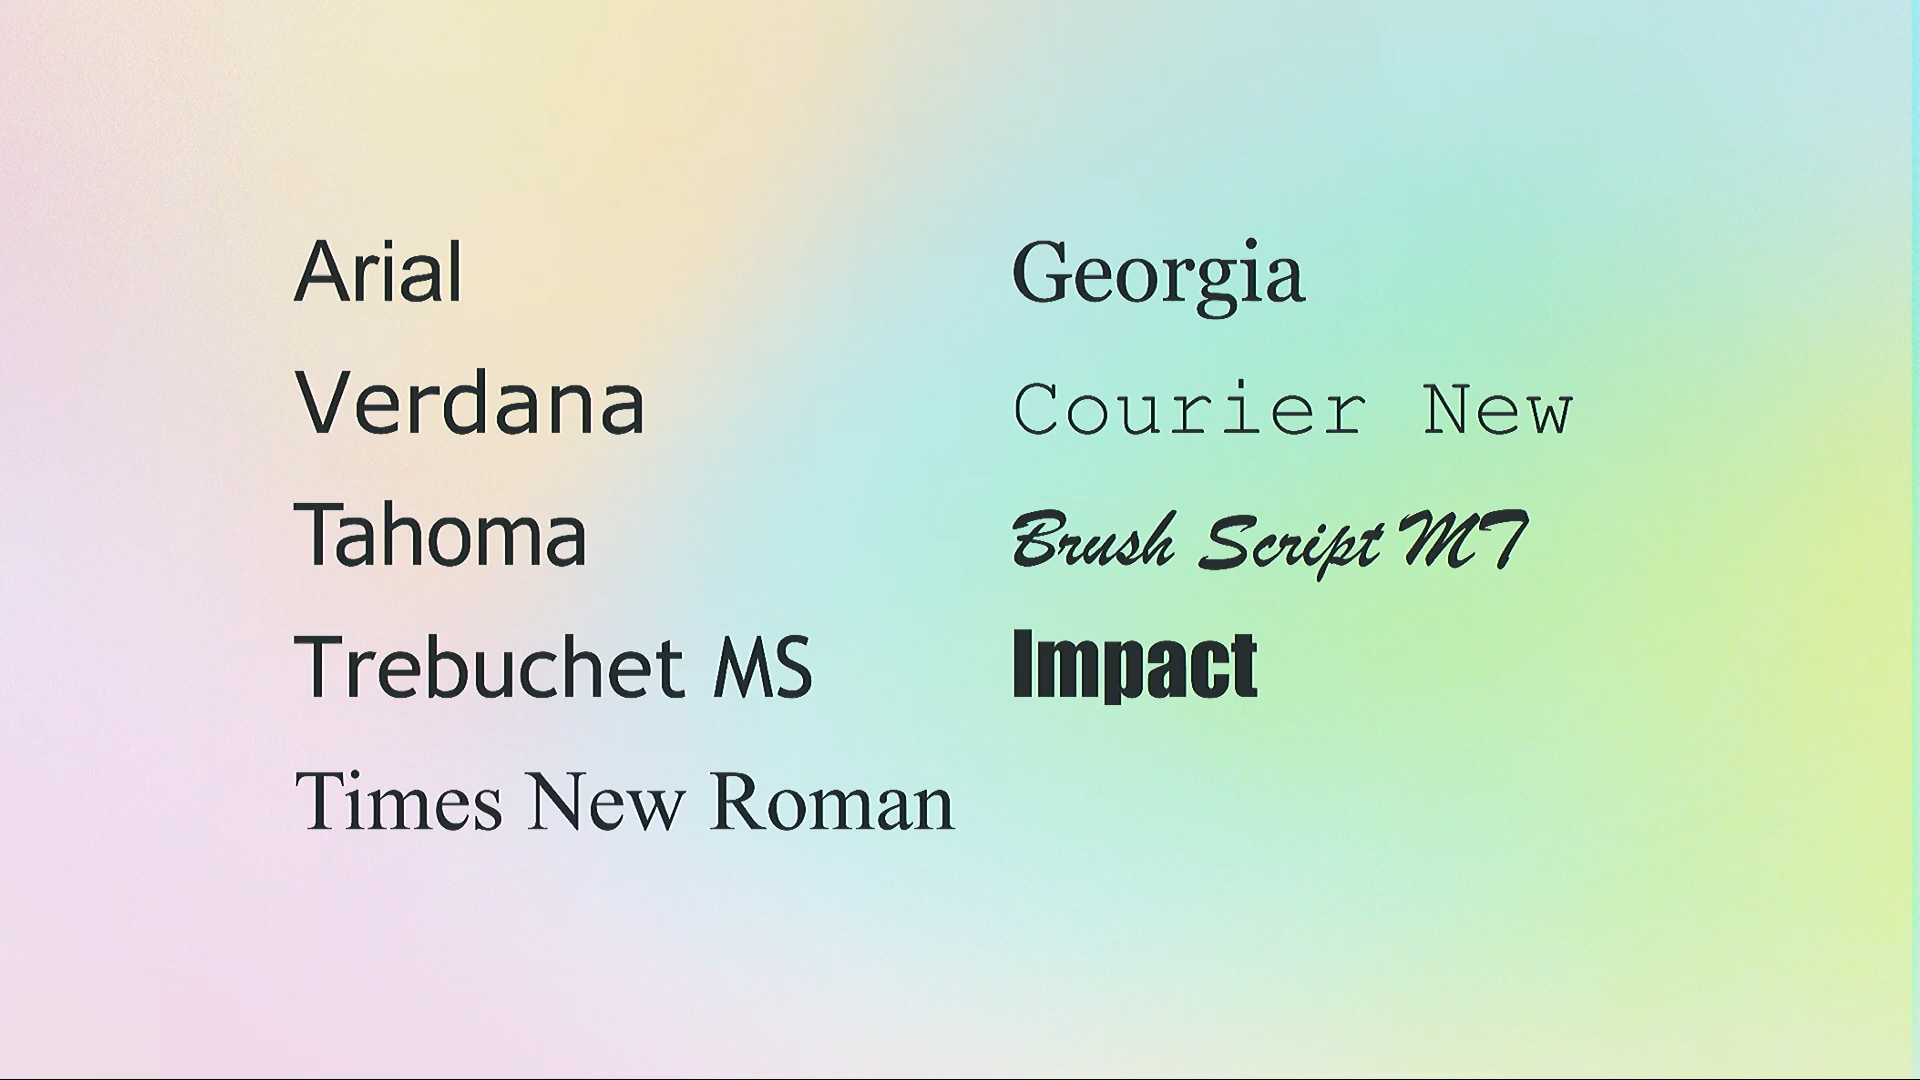 Arial
Verdana
Tahoma
Trebuchet MS
Times New Roman
Georgia
Courier New
Brush Script MT
Impact